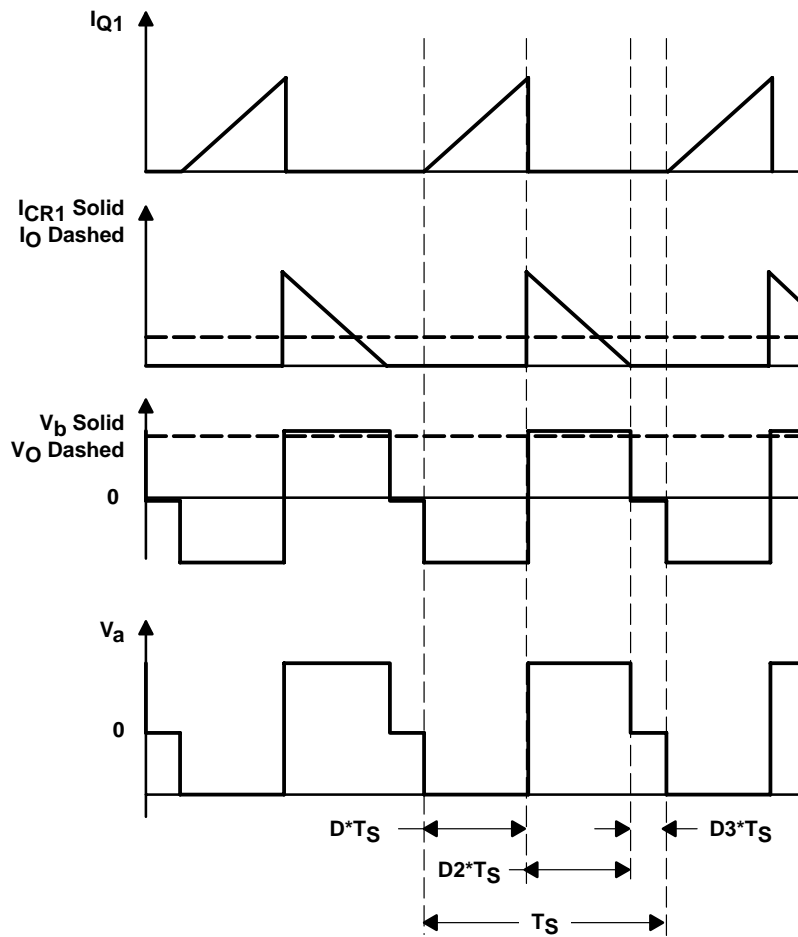 IQ1
ICR1 Solid
IO Dashed
Vb Solid
VO Dashed
0
Va
0
D*TS
D3*TS
D2*TS
TS